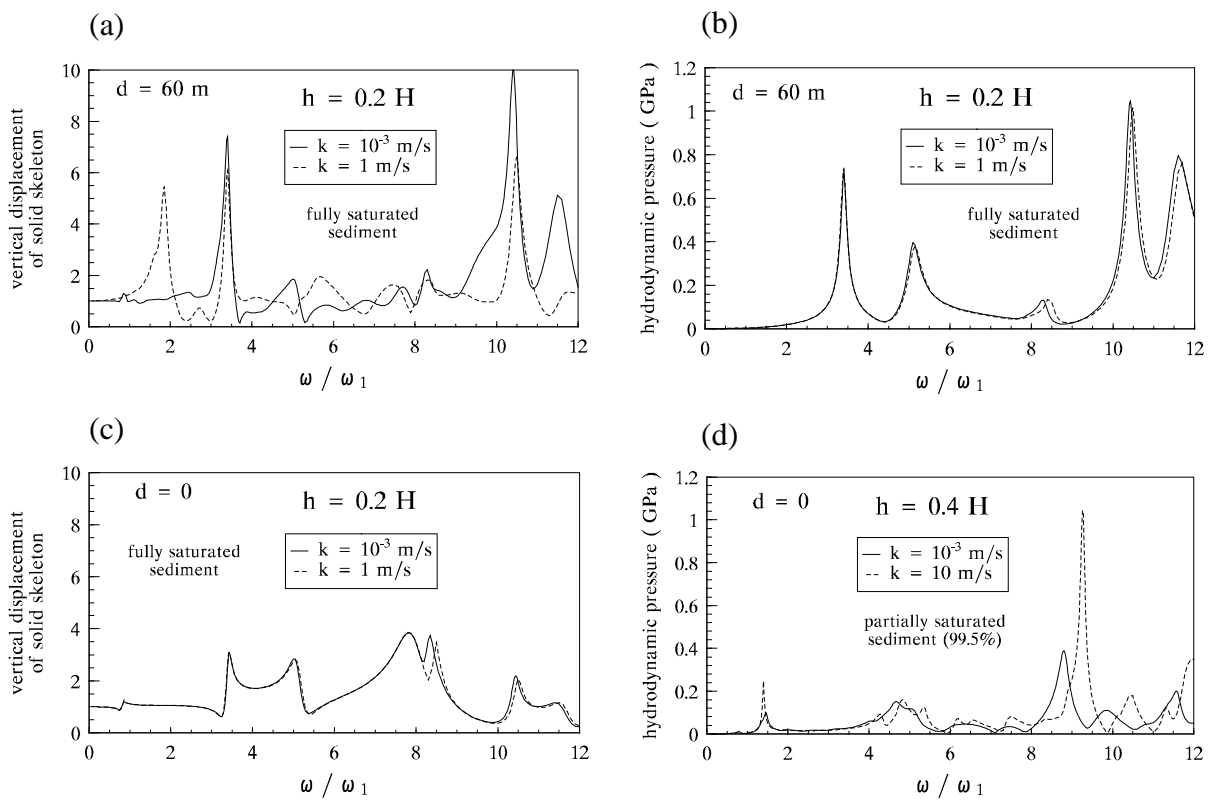 (a)
10
8
6
4
2
0
0 2 4 6 8 10 12
vertical displacement
of solid skeleton
d = 60 m
h = 0.2 H
k = 10⁻³ m/s
k = 1 m/s
fully saturated
sediment
ω / ω₁
(b)
1.2
1
0.8
0.6
0.4
0.2
0
0 2 4 6 8 10 12
hydrodynamic pressure ( GPa )
d = 60 m
h = 0.2 H
k = 10⁻³ m/s
k = 1 m/s
fully saturated
sediment
ω / ω₁
(c)
10
8
6
4
2
0
0 2 4 6 8 10 12
vertical displacement
of solid skeleton
d = 0
h = 0.2 H
fully saturated
sediment
k = 10⁻³ m/s
k = 1 m/s
ω / ω₁
(d)
1.2
1
0.8
0.6
0.4
0.2
0
0 2 4 6 8 10 12
hydrodynamic pressure ( GPa )
d = 0
h = 0.4 H
k = 10⁻³ m/s
k = 10 m/s
partially saturated
sediment (99.5%)
ω / ω₁